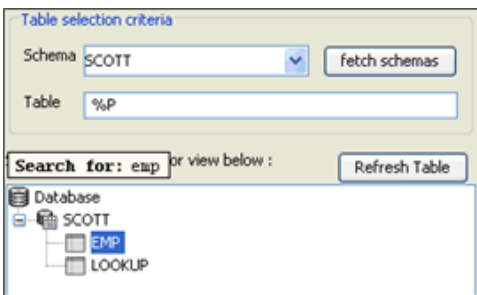 Table selection criteria
Schema SCOTT fetch schemas
Table %P
Search for: emp or view below : Refresh Table
Database
SCOTT
EMP
LOOKUP